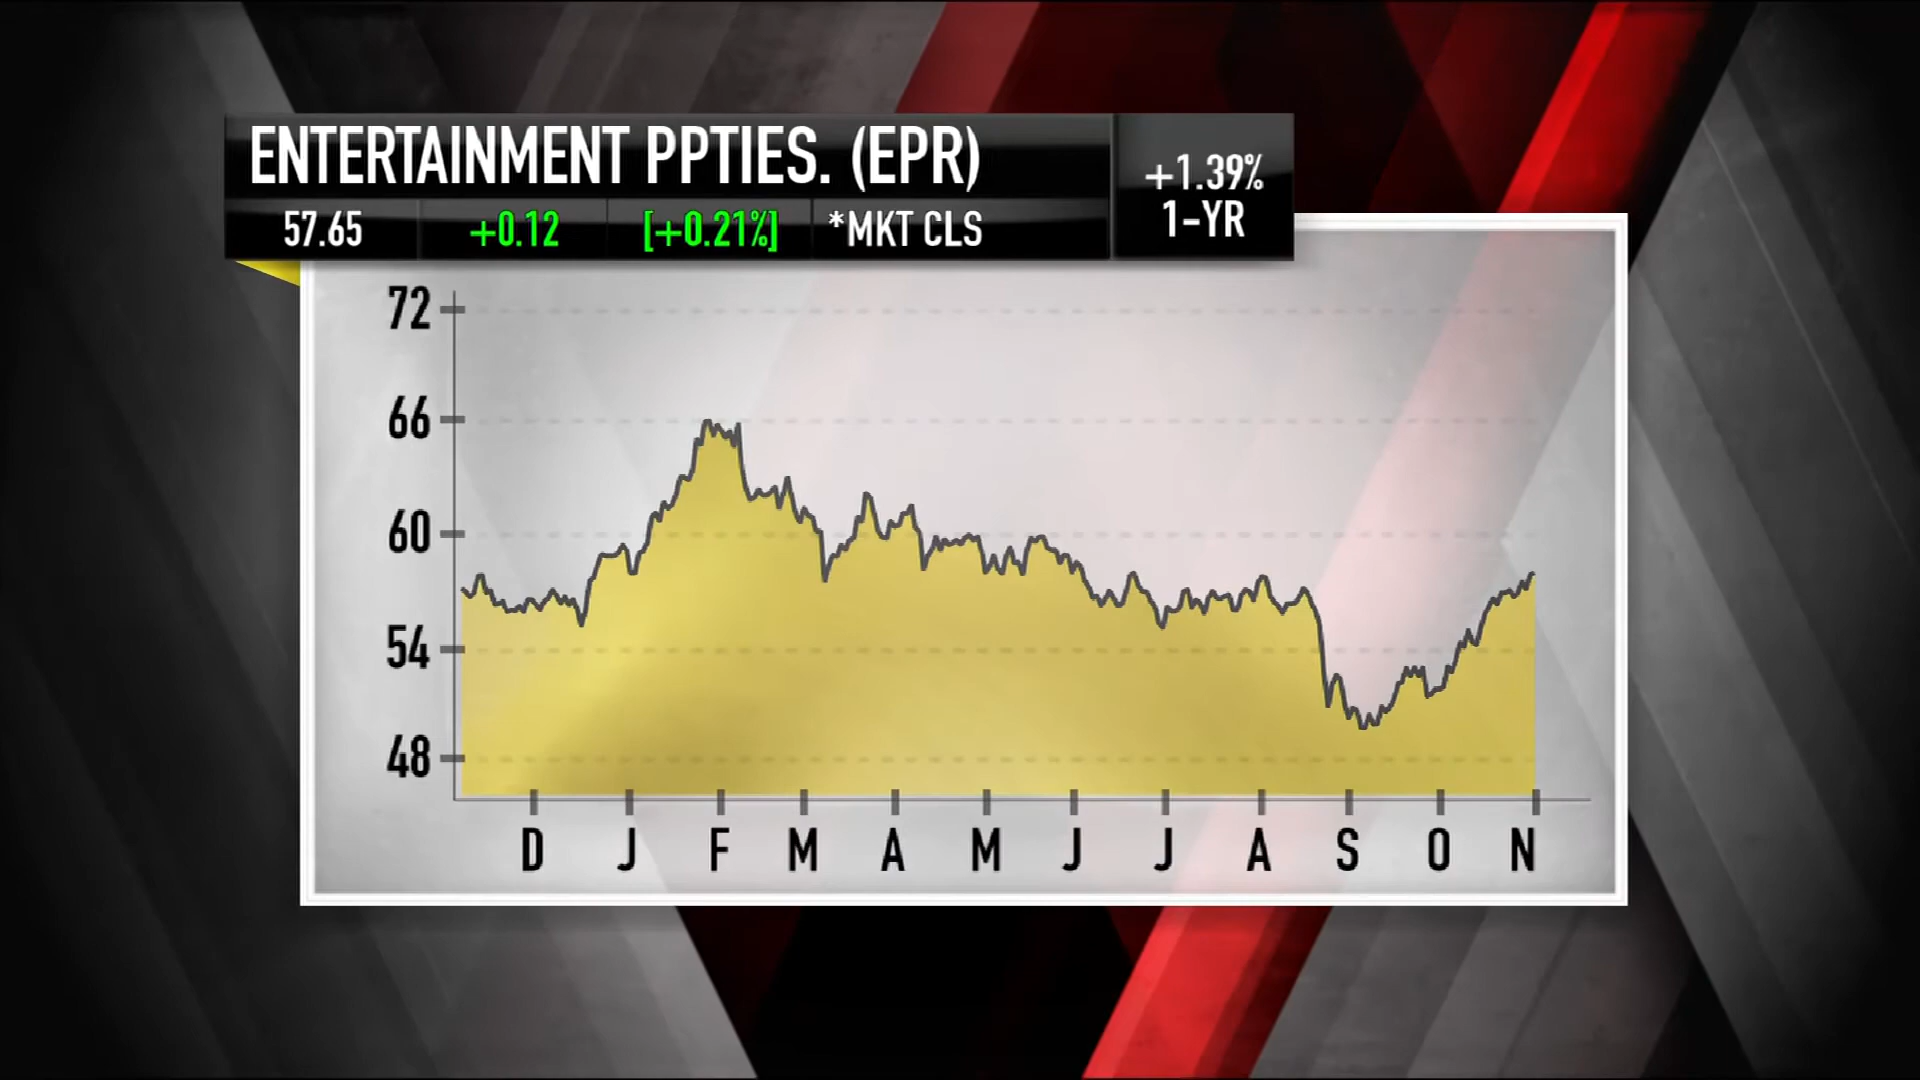 ENTERTAINMENT PPTIES. (EPR)
+1.39%
1-YR
57.65 +0.12 [+0.21%] *MKT CLS
72
66
60
54
48
D J F M A M J J A S O N